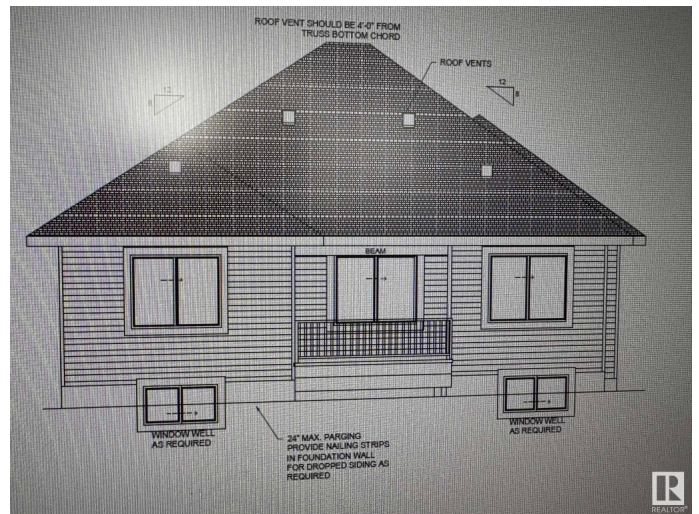 ROOF VENT SHOULD BE 4'-0" FROM
TRUSS BOTTOM CHORD
ROOF VENTS
12
8
12
8
BEAM
WINDOW WELL
AS REQUIRED
24" MAX. PARGING
PROVIDE NAILING STRIPS
IN FOUNDATION WALL
FOR DROPPED SIDING AS
REQUIRED
WINDOW WELL
AS REQUIRED
R
REALTOR®